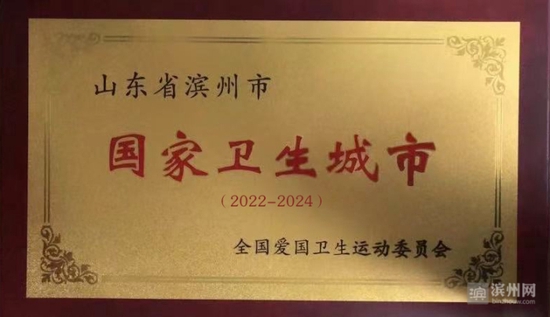 山东省滨州市
国家卫生城市
(2022-2024)
全国爱国卫生运动委员会
滨州网